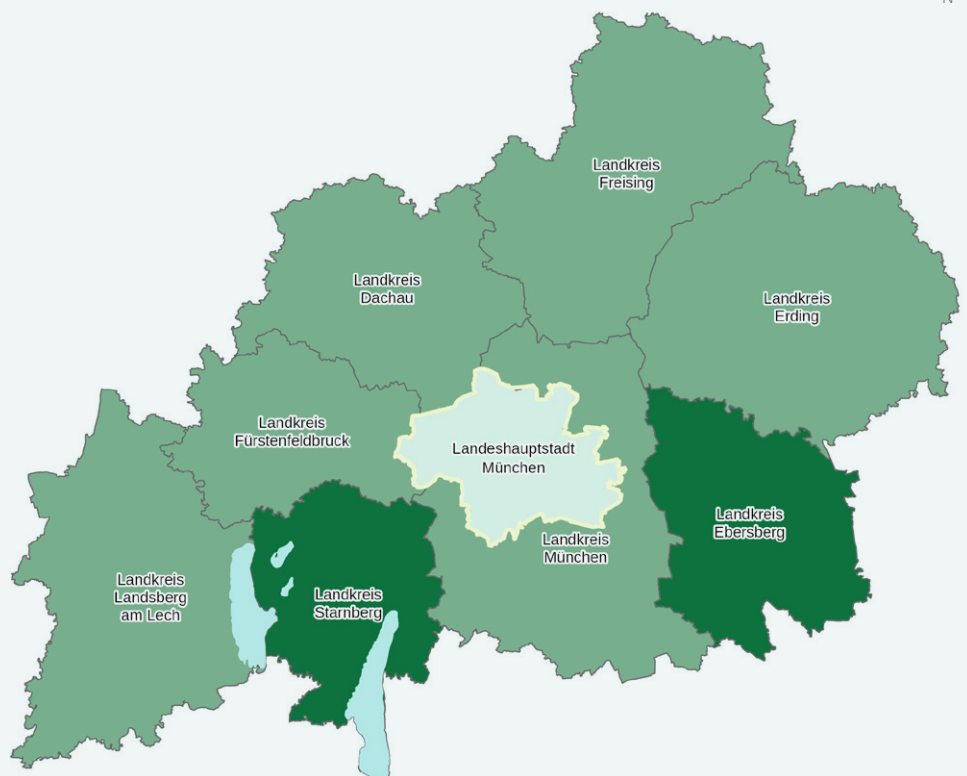 N
Landkreis
Freising
Landkreis
Dachau
Landkreis
Erding
Landkreis
Fürstenfeldbruck
Landeshauptstadt
München
Landkreis
Ebersberg
Landkreis
München
Landkreis
Landsberg
am Lech
Landkreis
Starnberg